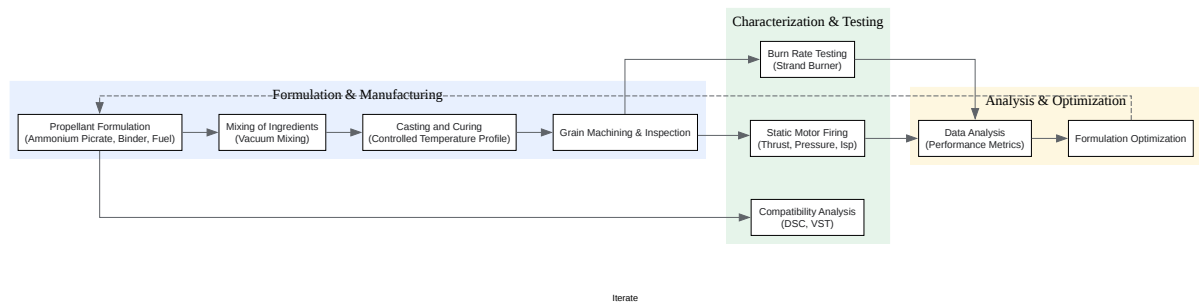 Characterization & Testing
Burn Rate Testing
(Strand Burner)
Formulation & Manufacturing
Analysis & Optimization
Propellant Formulation
(Ammonium Picrate, Binder, Fuel)
Mixing of Ingredients
(Vacuum Mixing)
Casting and Curing
(Controlled Temperature Profile)
Grain Machining & Inspection
Static Motor Firing
(Thrust, Pressure, Isp)
Data Analysis
(Performance Metrics)
Formulation Optimization
Compatibility Analysis
(DSC, VST)
Iterate